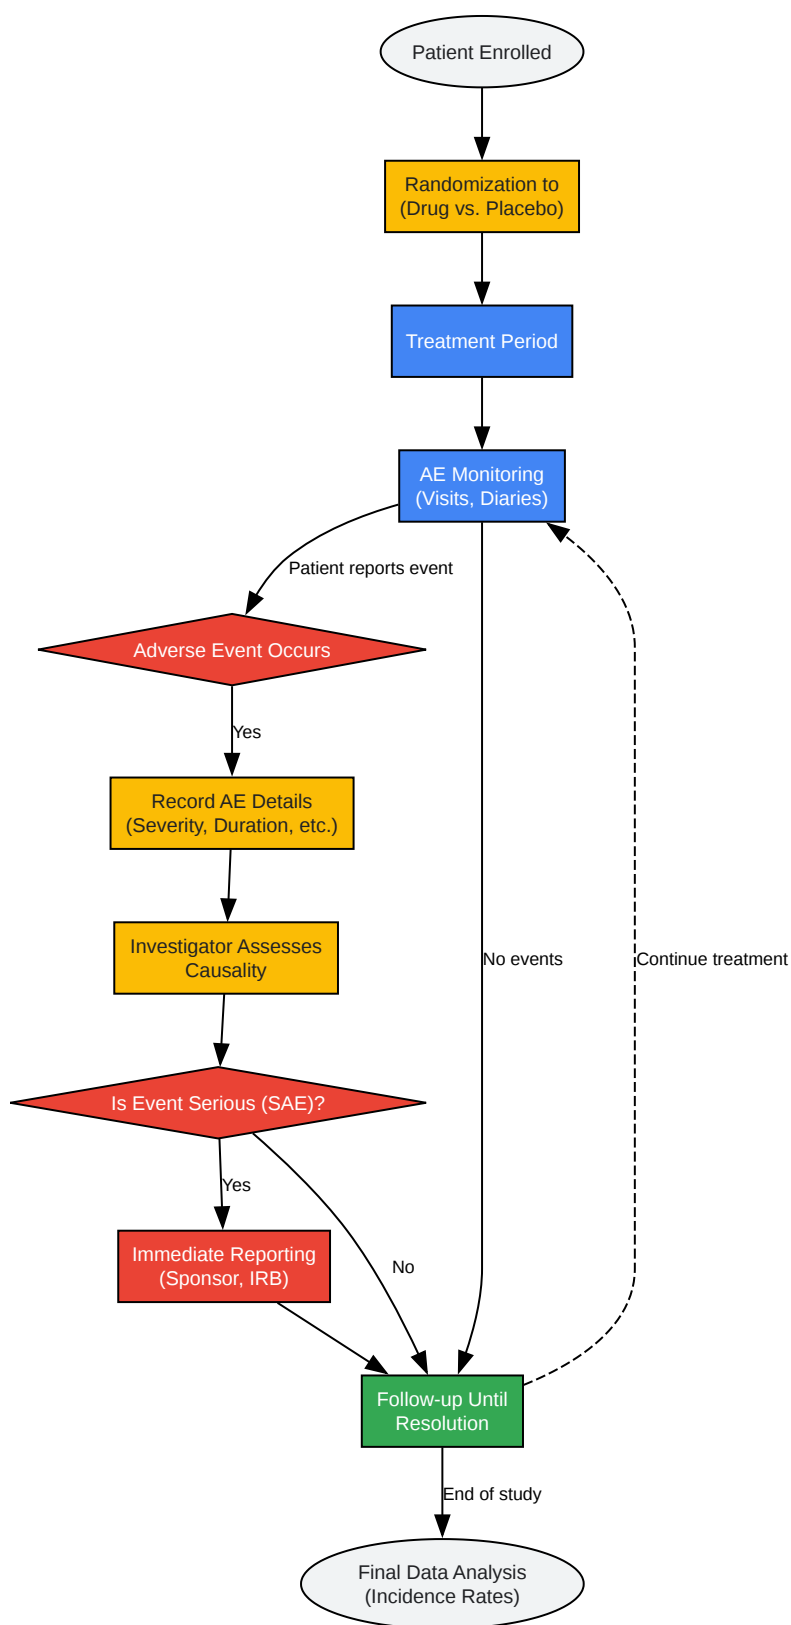 Patient Enrolled
Randomization to
(Drug vs. Placebo)
Treatment Period
AE Monitoring
(Visits, Diaries)
Patient reports event
Adverse Event Occurs
Yes
Record AE Details
(Severity, Duration, etc.)
Investigator Assesses
Causality
No events
Continue treatment
Is Event Serious (SAE)?
Yes
Immediate Reporting
(Sponsor, IRB)
No
Follow-up Until
Resolution
End of study
Final Data Analysis
(Incidence Rates)